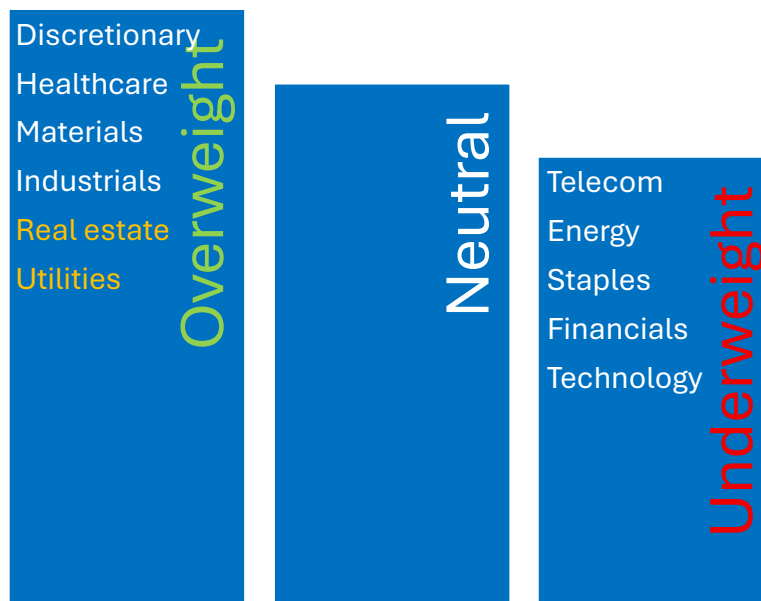 Discretionary
Healthcare
Materials
Industrials
Real estate
Utilities
Overweight
Neutral
Telecom
Energy
Staples
Financials
Technology
Underweight